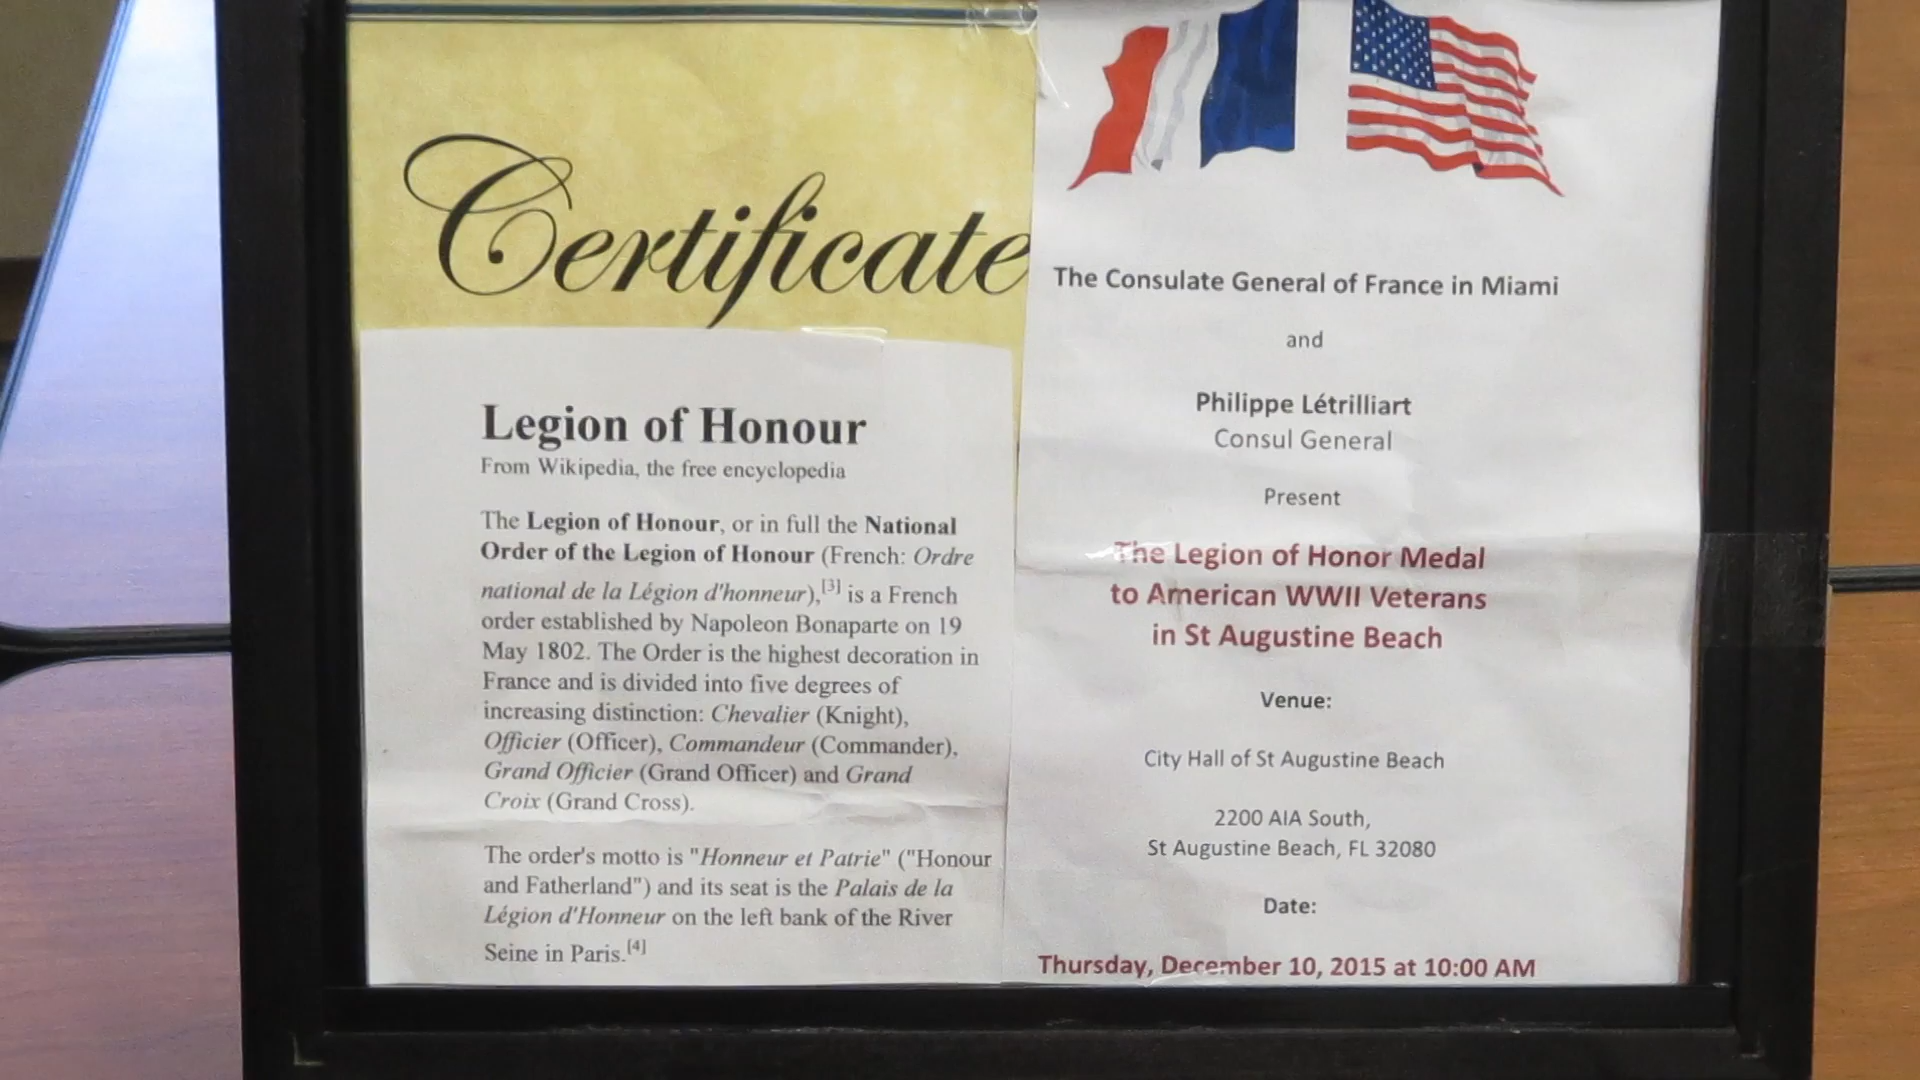 Certificate
Legion of Honour
From Wikipedia, the free encyclopedia
The Legion of Honour, or in full the National
Order of the Legion of Honour (French: Ordre
national de la Légion d'honneur),[3] is a French
order established by Napoleon Bonaparte on 19
May 1802. The Order is the highest decoration in
France and is divided into five degrees of
increasing distinction: Chevalier (Knight),
Officier (Officer), Commandeur (Commander),
Grand Officier (Grand Officer) and Grand
Croix (Grand Cross).
The order's motto is "Honneur et Patrie" ("Honour
and Fatherland") and its seat is the Palais de la
Légion d'Honneur on the left bank of the River
Seine in Paris.[4]
The Consulate General of France in Miami
and
Philippe Létrilliart
Consul General
Present
The Legion of Honor Medal
to American WWII Veterans
in St Augustine Beach
Venue:
City Hall of St Augustine Beach
2200 AIA South,
St Augustine Beach, FL 32080
Date:
Thursday, December 10, 2015 at 10:00 AM